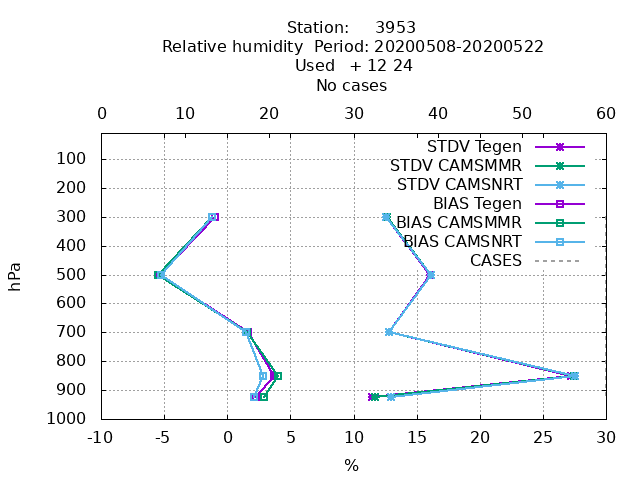 Station: 3953
Relative humidity Period: 20200508-20200522
Used + 12 24
No cases
0 10 20 30 40 50 60
STDV Tegen
STDV CAMSMMR
STDV CAMSNRT
BIAS Tegen
BIAS CAMSMMR
BIAS CAMSNRT
CASES
hPa
100
200
300
400
500
600
700
800
900
1000
-10 -5 0 5 10 15 20 25 30
%